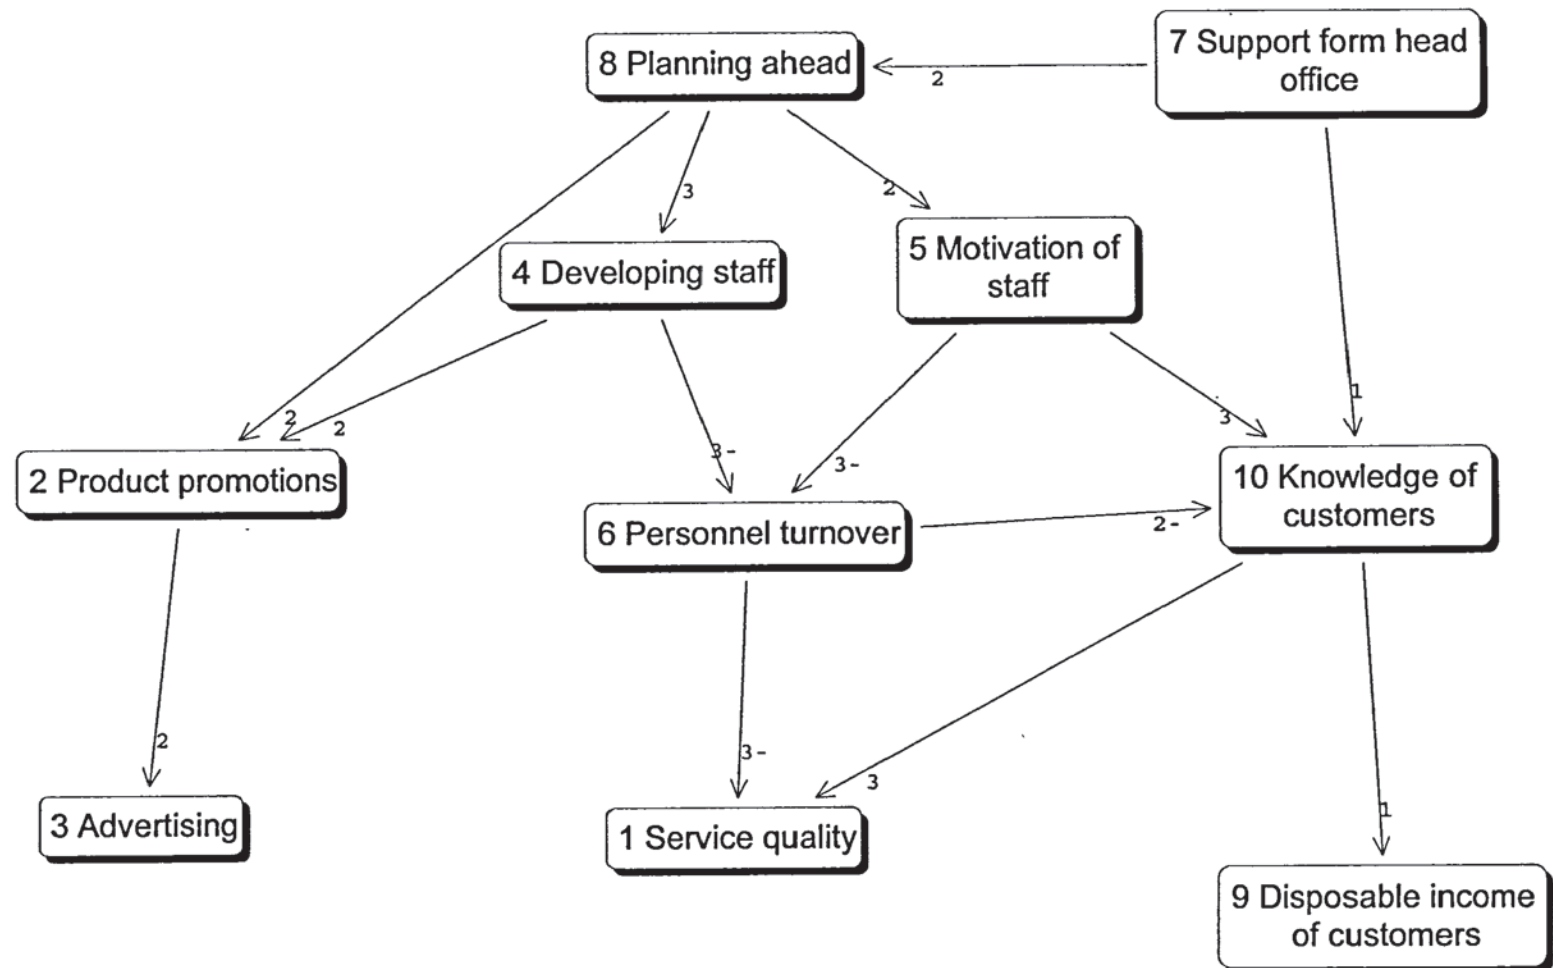 7 Support form head
office
8 Planning ahead
2
3
2
5 Motivation of
staff
4 Developing staff
1
2
2
3
3-
3-
10 Knowledge of
customers
2 Product promotions
6 Personnel turnover
2-
2
3-
3
1
3 Advertising
1 Service quality
9 Disposable income
of customers